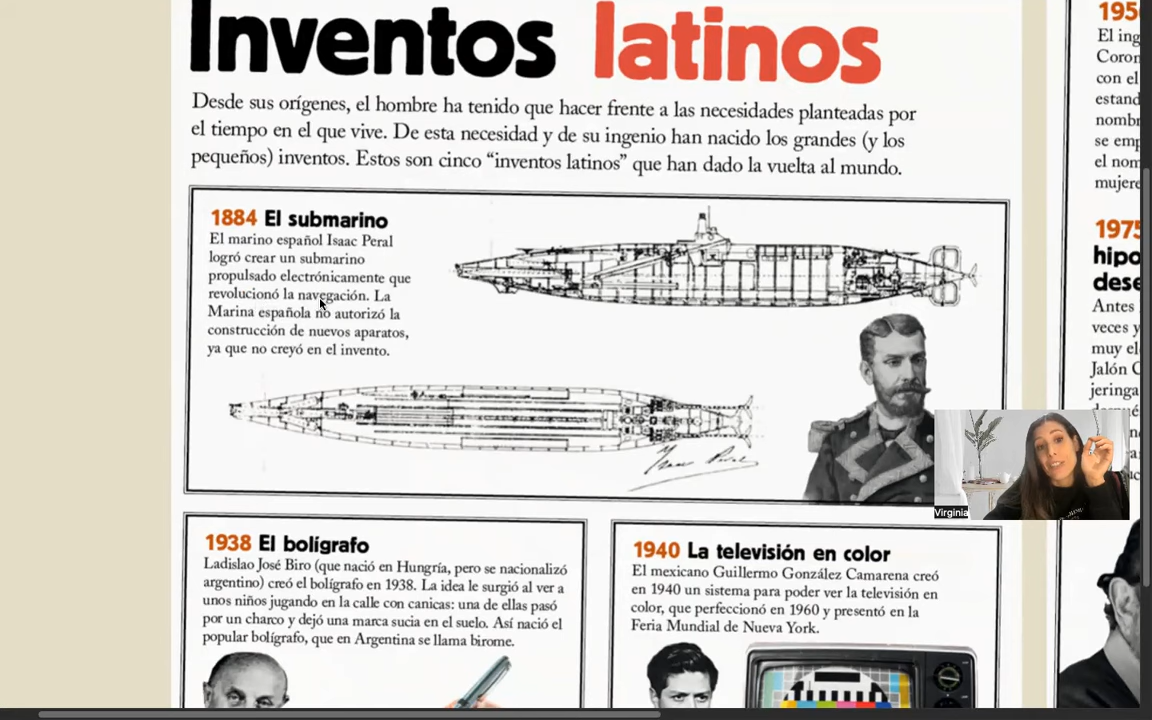 Inventos latinos
Desde sus orígenes, el hombre ha tenido que hacer frente a las necesidades planteadas por
el tiempo en el que vive. De esta necesidad y de su ingenio han nacido los grandes (y los
pequeños) inventos. Estos son cinco “inventos latinos” que han dado la vuelta al mundo.
1884 El submarino
El marino español Isaac Peral
logró crear un submarino
propulsado electrónicamente que
revolucionó la navegación. La
Marina española no autorizó la
construcción de nuevos aparatos,
ya que no creyó en el invento.
Isaac Peral
1938 El bolígrafo
Ladislao José Biro (que nació en Hungría, pero se nacionalizó
argentino) creó el bolígrafo en 1938. La idea le surgió al ver a
unos niños jugando en la calle con canicas: una de ellas pasó
por un charco y dejó una marca sucia en el suelo. Así nació el
popular bolígrafo, que en Argentina se llama birome.
1940 La televisión en color
El mexicano Guillermo González Camarena creó
en 1940 un sistema para poder ver la televisión en
color, que perfeccionó en 1960 y presentó en la
Feria Mundial de Nueva York.
195
El ing
Coron
con el
estand
nombr
se emp
el nom
mujere
1975
hipo
dese
Antes
veces y
muy el
Jalón C
jeringa
Virginia